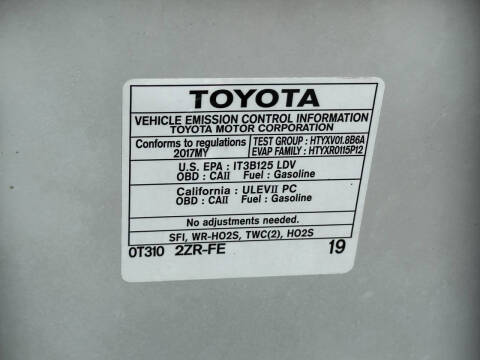 TOYOTA
VEHICLE EMISSION CONTROL INFORMATION
TOYOTA MOTOR CORPORATION
Conforms to regulations
2017MY
TEST GROUP : HTYXV01.8B6A
EVAP FAMILY : HTYXR0115P12
U.S. EPA : IT3B125 LDV
OBD : CAII Fuel : Gasoline
California : ULEVII PC
OBD : CAII Fuel : Gasoline
No adjustments needed.
SFI, WR-HO2S, TWC(2), HO2S
0T310 2ZR-FE 19